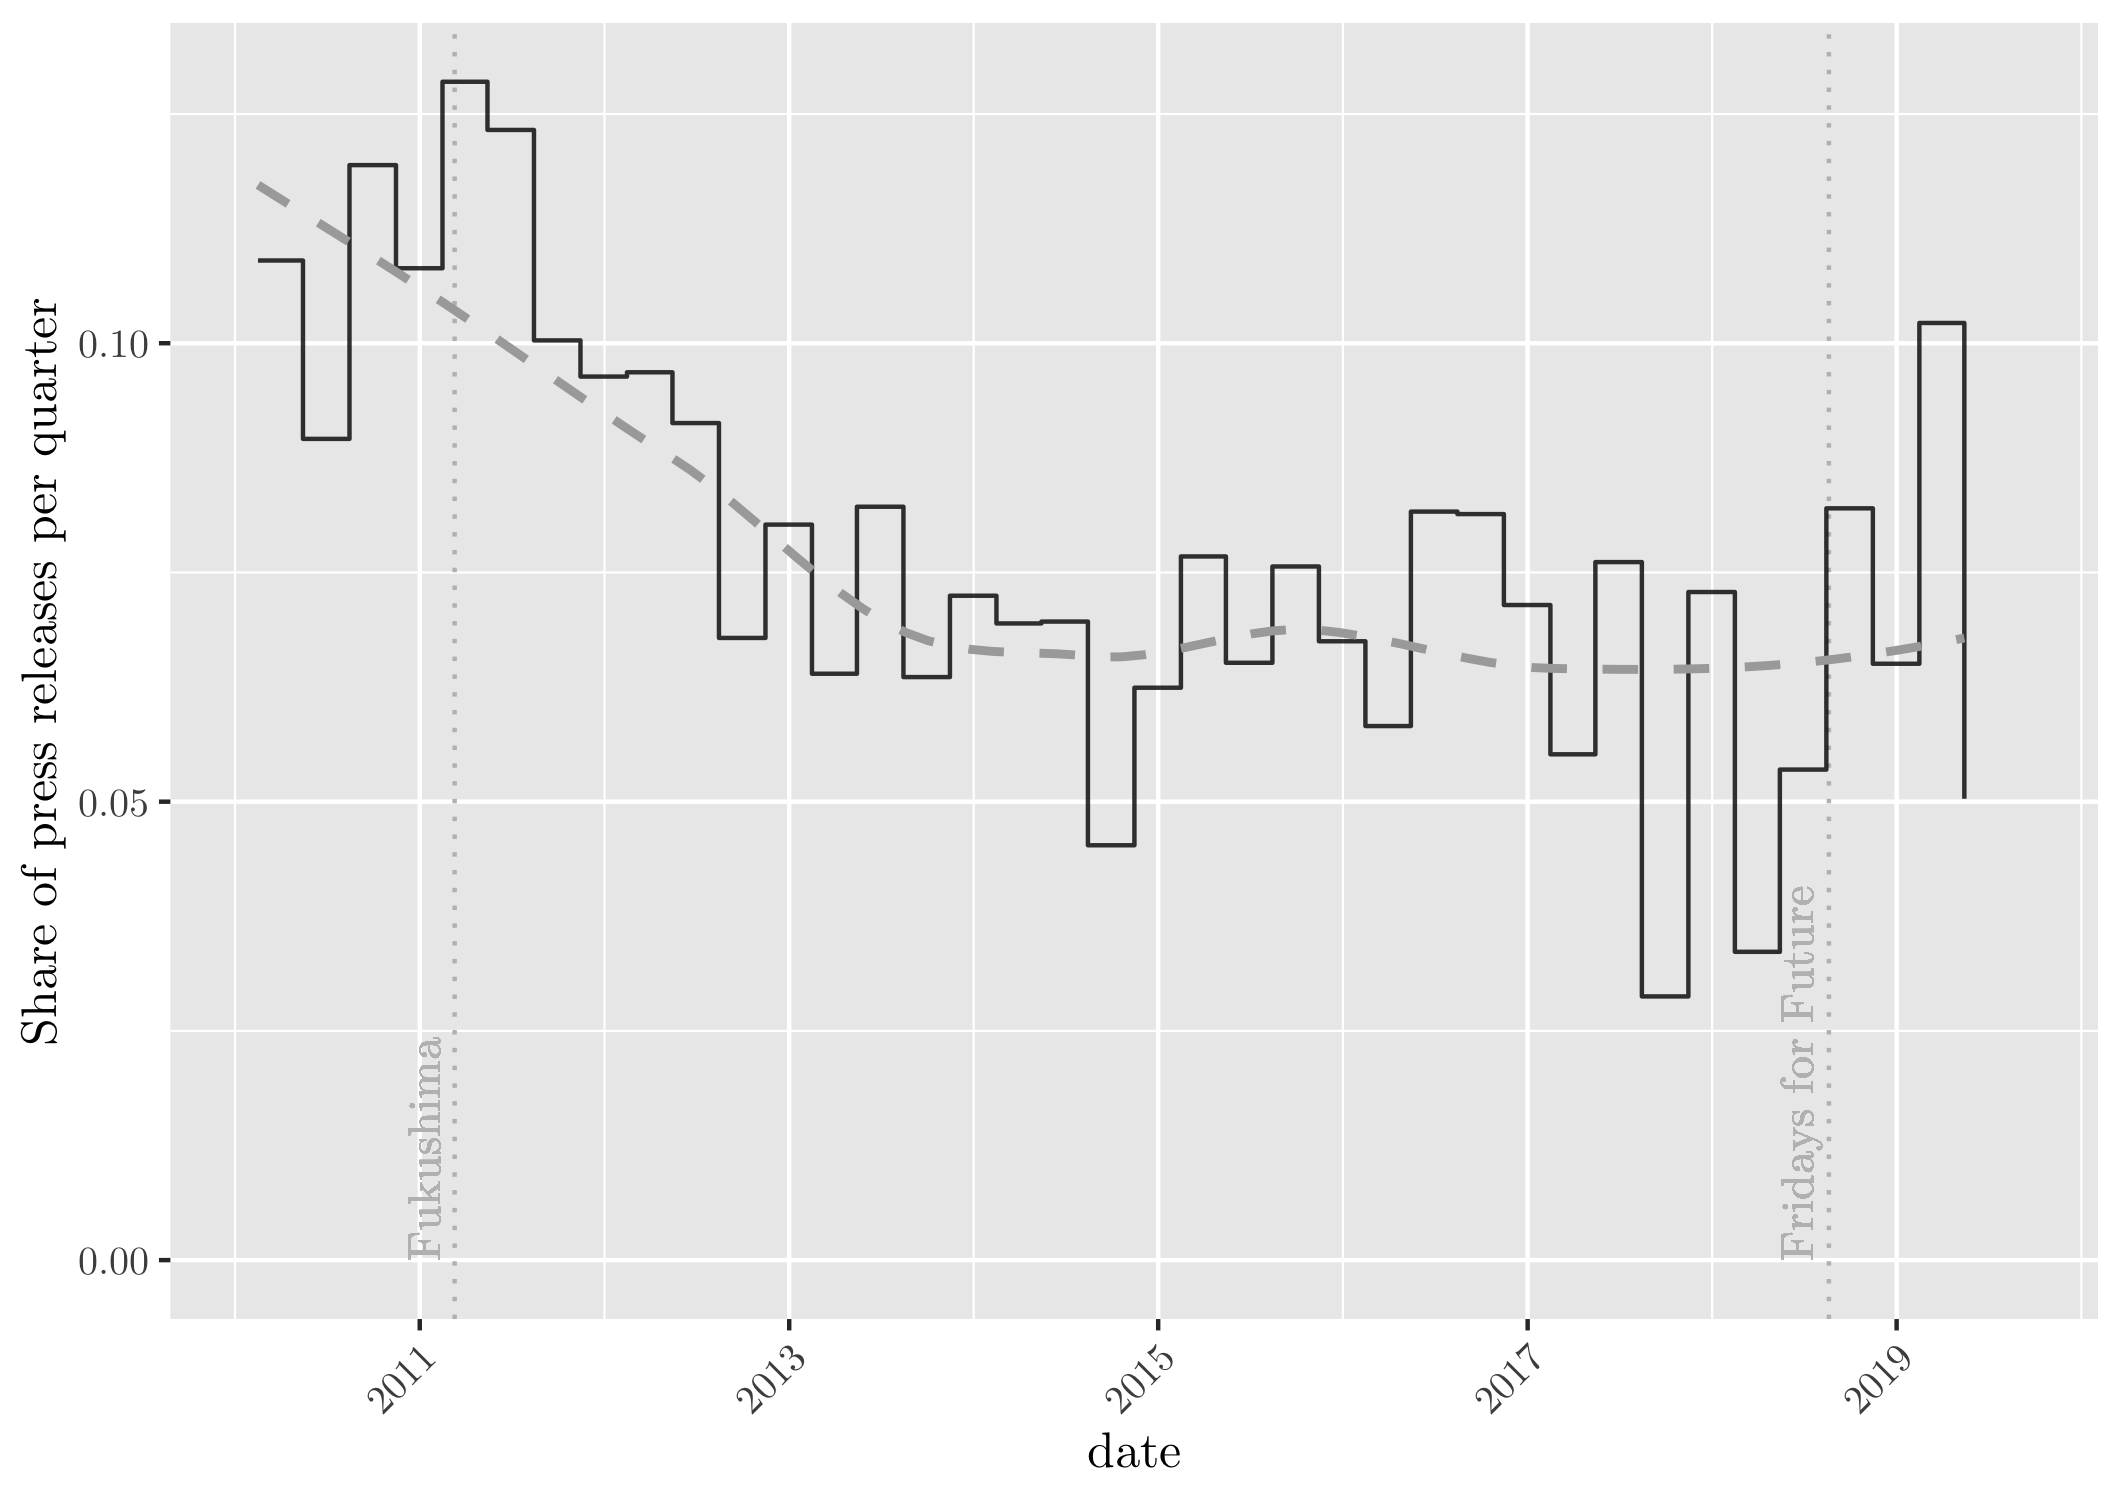 Share of press releases per quarter
0.10
0.05
0.00
Fukushima
Fridays for Future
2011
2013
2015
2017
2019
date